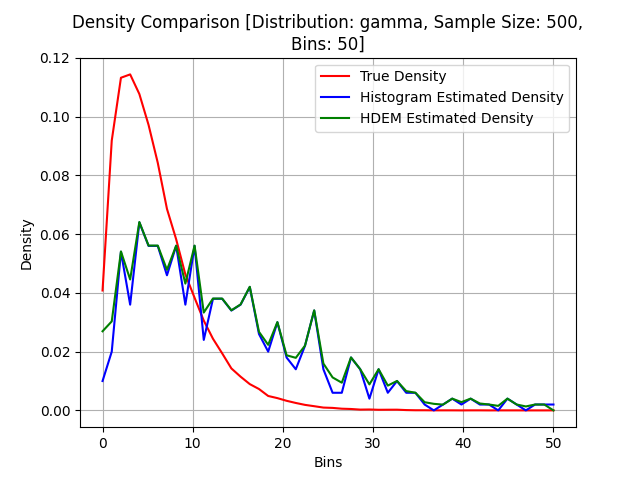 Density Comparison [Distribution: gamma, Sample Size: 500,
Bins: 50]
True Density
Histogram Estimated Density
HDEM Estimated Density
Density
0.12
0.10
0.08
0.06
0.04
0.02
0.00
0
10
20
30
40
50
Bins